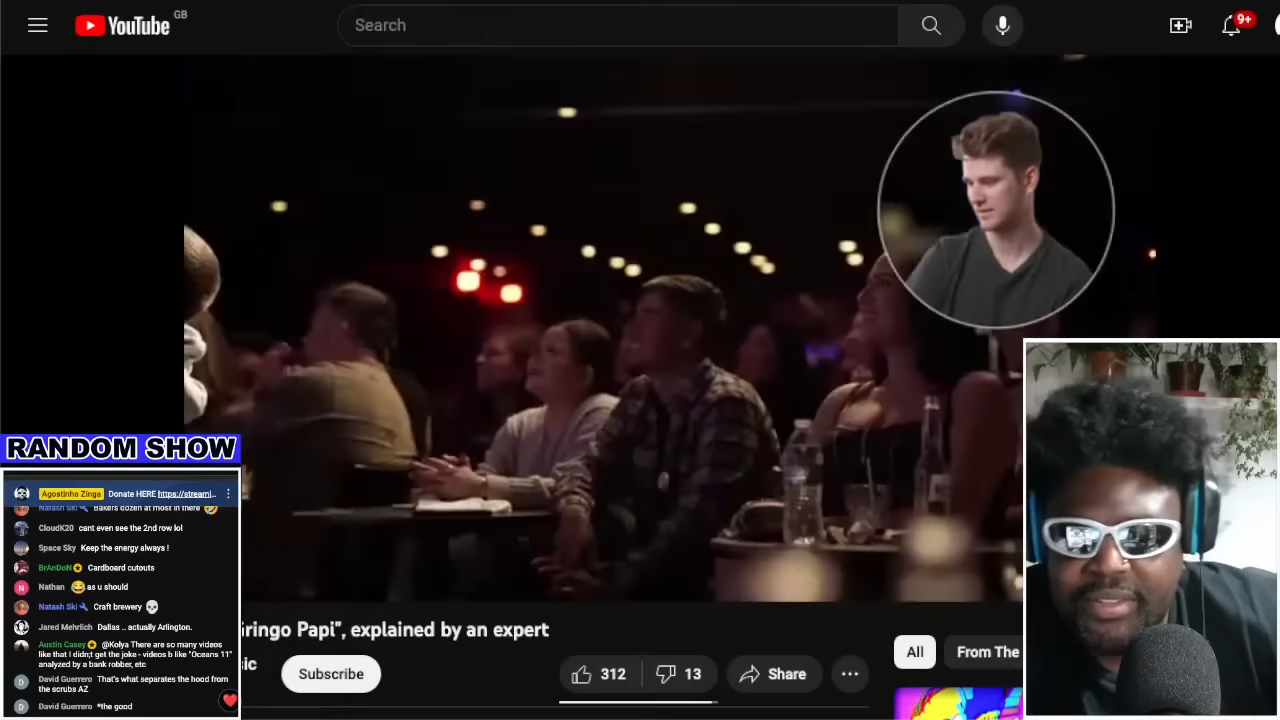 YouTube GB
Search
9+
RANDOM SHOW
Agostinho Zinga Donate HERE https://streaml...
Natash Ski Bakers dozen at most in there
CloudK20 cant even see the 2nd row lol
Space Sky Keep the energy always !
BrAnDoN Cardboard cutouts
N Nathan as u should
Natash Ski Craft brewery
Jared Mehrlich Dallas .. actually Arlington.
Austin Casey @Kolya There are so many videos
like that I didn;t get the joke - videos b like "Oceans 11"
analyzed by a bank robber, etc
D David Guerrero That's what separates the hood from
the scrubs AZ
D David Guerrero *the good
Gringo Papi", explained by an expert
ic
Subscribe
312
13
Share
All
From The